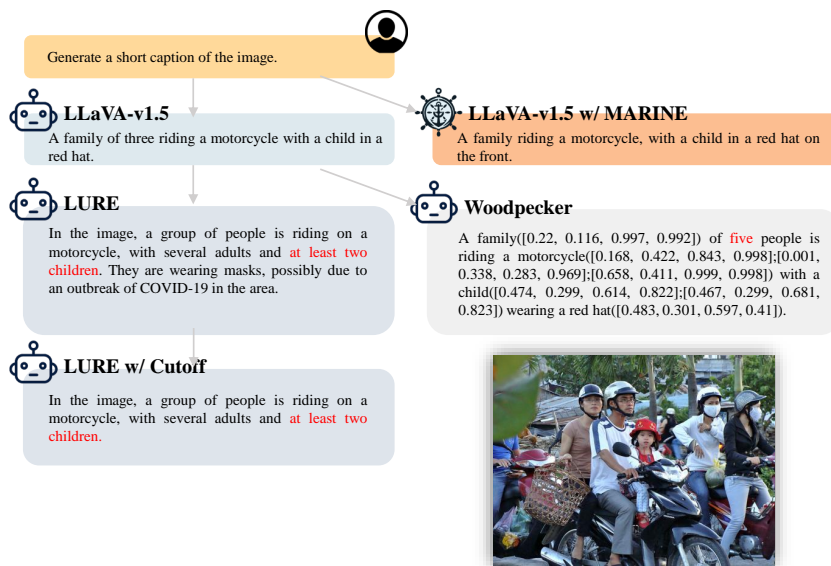 Generate a short caption of the image.
LLaVA-v1.5
A family of three riding a motorcycle with a child in a
red hat.
LLaVA-v1.5 w/ MARINE
A family riding a motorcycle, with a child in a red hat on
the front.
LURE
In the image, a group of people is riding on a
motorcycle, with several adults and at least two
children. They are wearing masks, possibly due to
an outbreak of COVID-19 in the area.
Woodpecker
A family([0.22, 0.116, 0.997, 0.992]) of five people is
riding a motorcycle([0.168, 0.422, 0.843, 0.998];[0.001,
0.338, 0.283, 0.969];[0.658, 0.411, 0.999, 0.998]) with a
child([0.474, 0.299, 0.614, 0.822];[0.467, 0.299, 0.681,
0.823]) wearing a red hat([0.483, 0.301, 0.597, 0.41]).
LURE w/ Cutoff
In the image, a group of people is riding on a
motorcycle, with several adults and at least two
children.